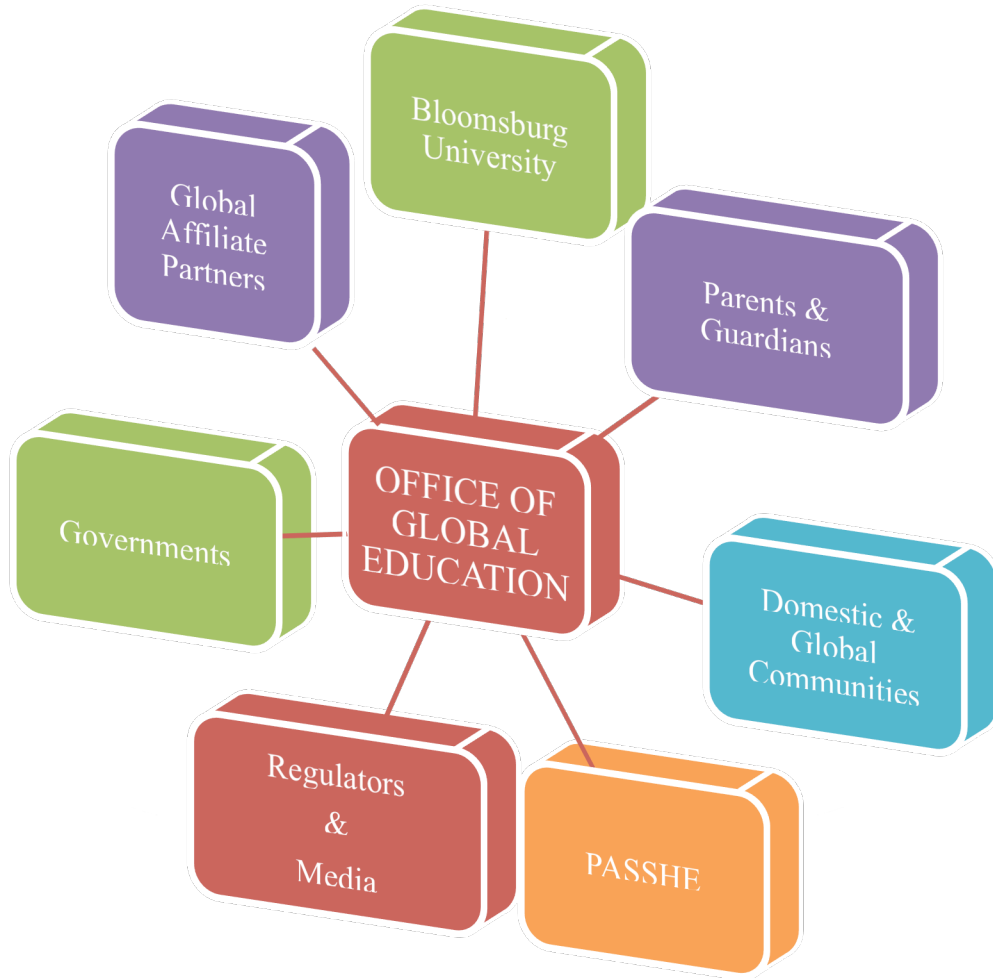 Bloomsburg
University
Global
Affiliate
Partners
Parents &
Guardians
OFFICE OF
GLOBAL
EDUCATION
Governments
Domestic &
Global
Communities
Regulators
&
Media
PASSHE